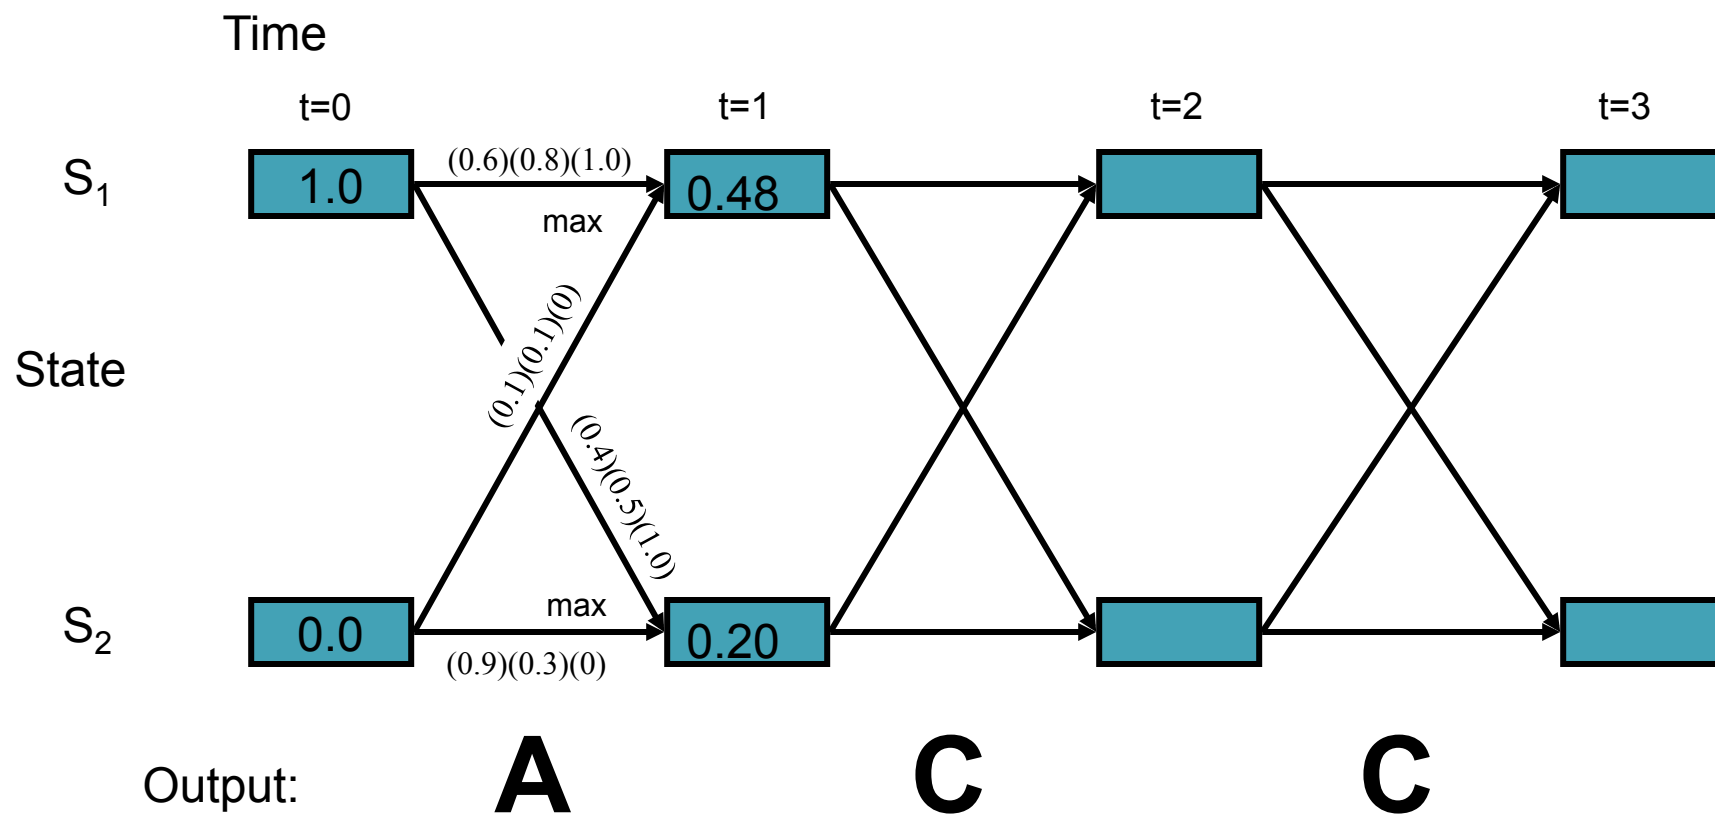 Time
t=0 t=1 t=2 t=3
S₁ 1.0 (0.6)(0.8)(1.0) 0.48
max
(0.1)(0.1)(0)
State
(0.4)(0.5)(1.0)
max
S₂ 0.0 0.20
(0.9)(0.3)(0)
Output: A C C